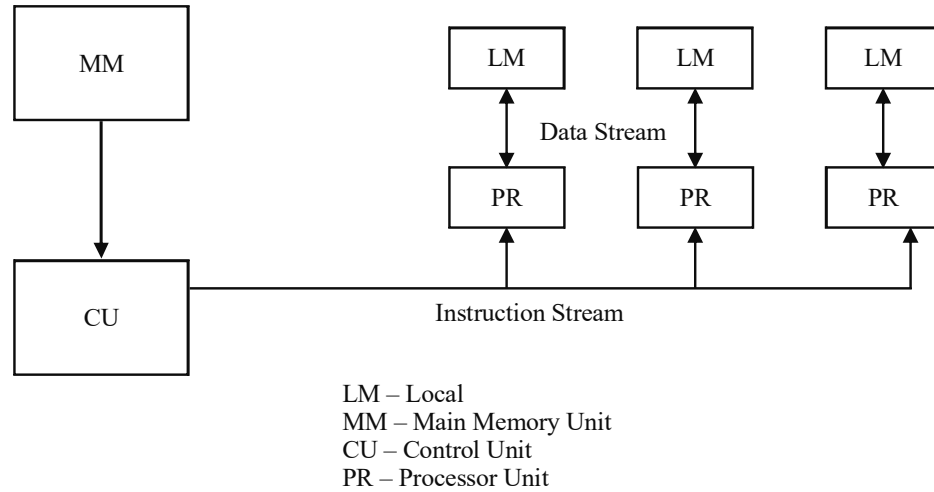 MM
LM
LM
LM
Data Stream
PR
PR
PR
CU
Instruction Stream
LM – Local
MM – Main Memory Unit
CU – Control Unit
PR – Processor Unit